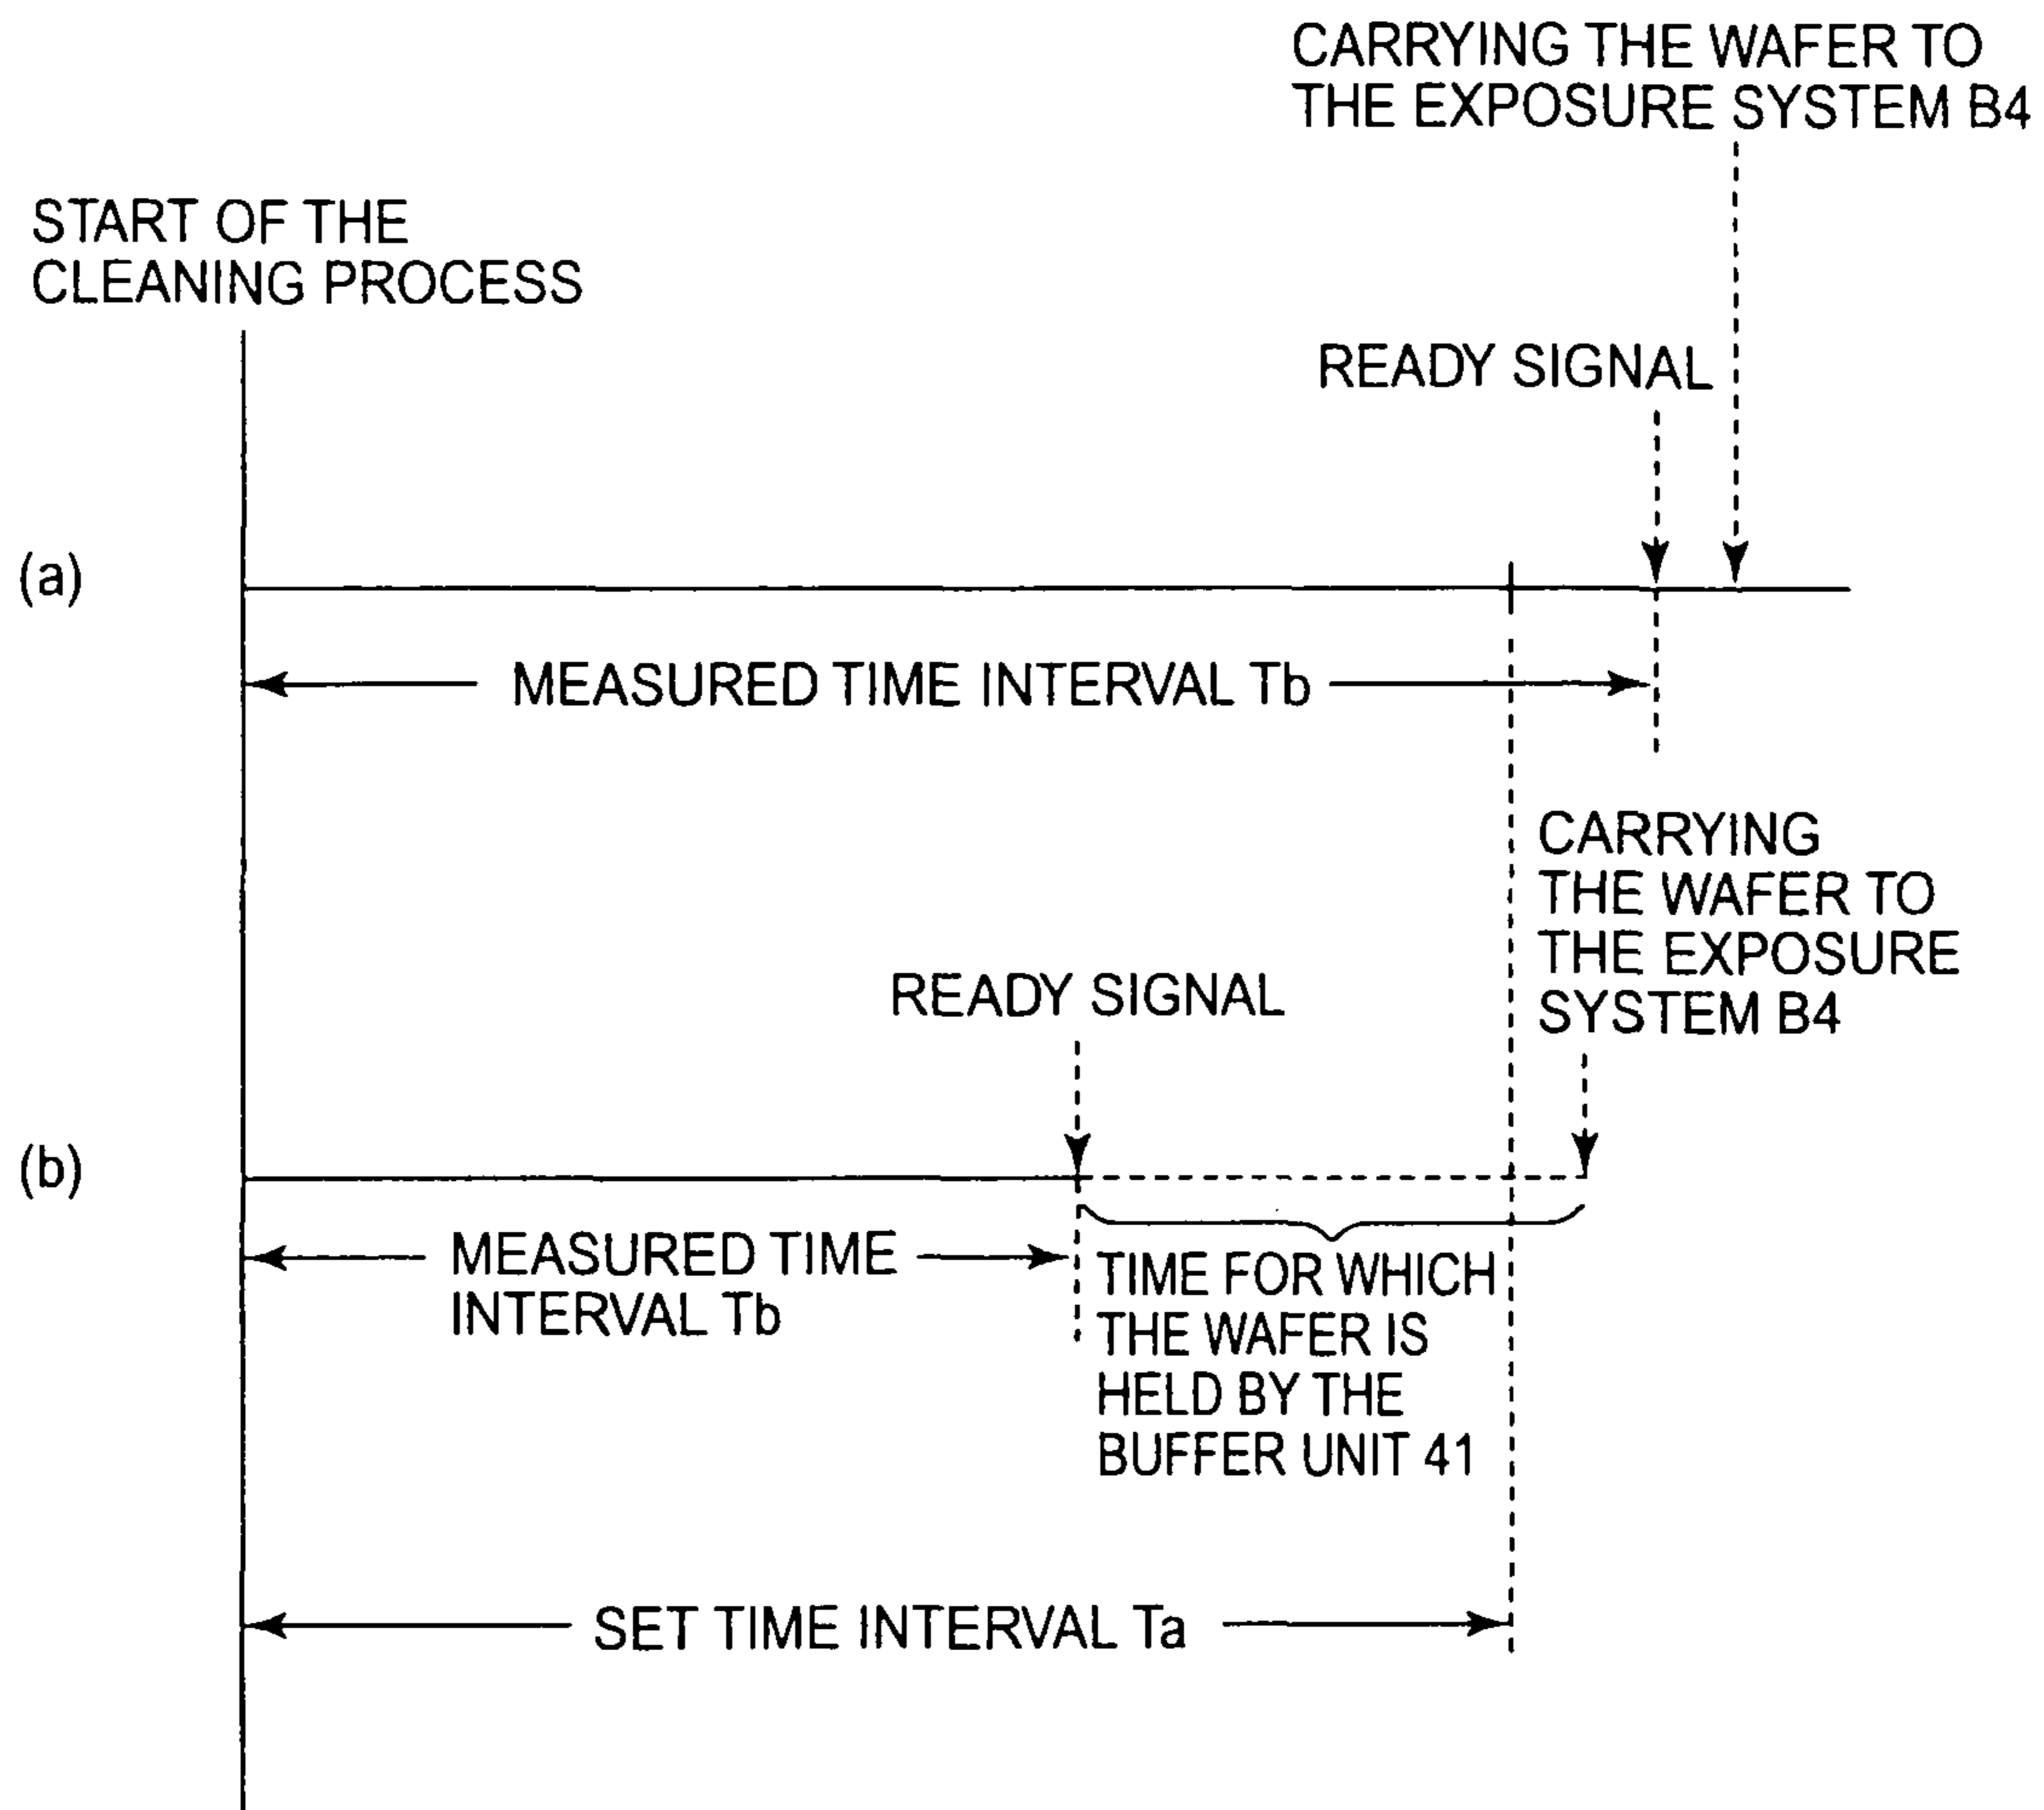 CARRYING THE WAFER TO
THE EXPOSURE SYSTEM B4
START OF THE
CLEANING PROCESS
READY SIGNAL
(a)
MEASURED TIME INTERVAL Tb
CARRYING
THE WAFER TO
THE EXPOSURE
SYSTEM B4
READY SIGNAL
(b)
MEASURED TIME
INTERVAL Tb
TIME FOR WHICH
THE WAFER IS
HELD BY THE
BUFFER UNIT 41
SET TIME INTERVAL Ta